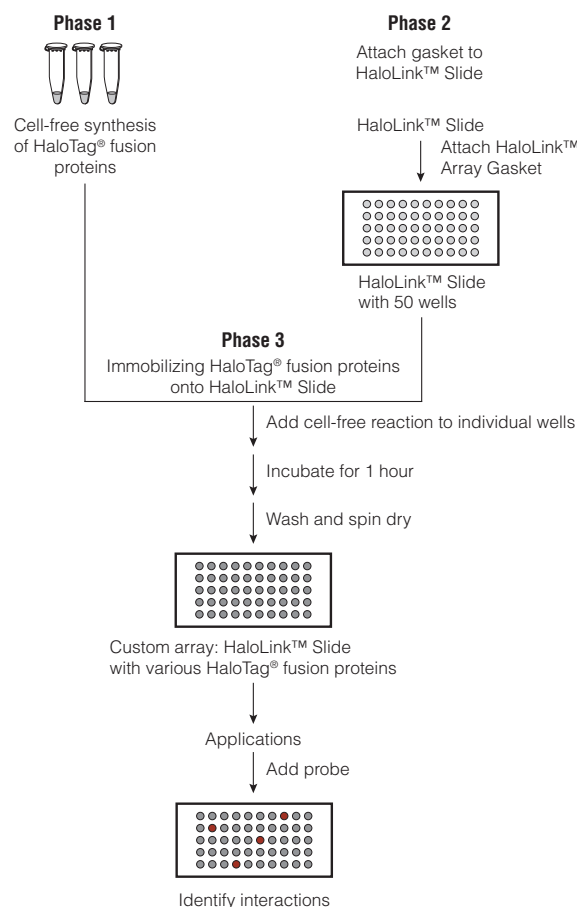 Phase 1
Cell-free synthesis
of HaloTag® fusion
proteins
Phase 2
Attach gasket to
HaloLink™ Slide
HaloLink™ Slide
Attach HaloLink™
Array Gasket
HaloLink™ Slide
with 50 wells
Phase 3
Immobilizing HaloTag® fusion proteins
onto HaloLink™ Slide
Add cell-free reaction to individual wells
Incubate for 1 hour
Wash and spin dry
Custom array: HaloLink™ Slide
with various HaloTag® fusion proteins
Applications
Add probe
Identify interactions